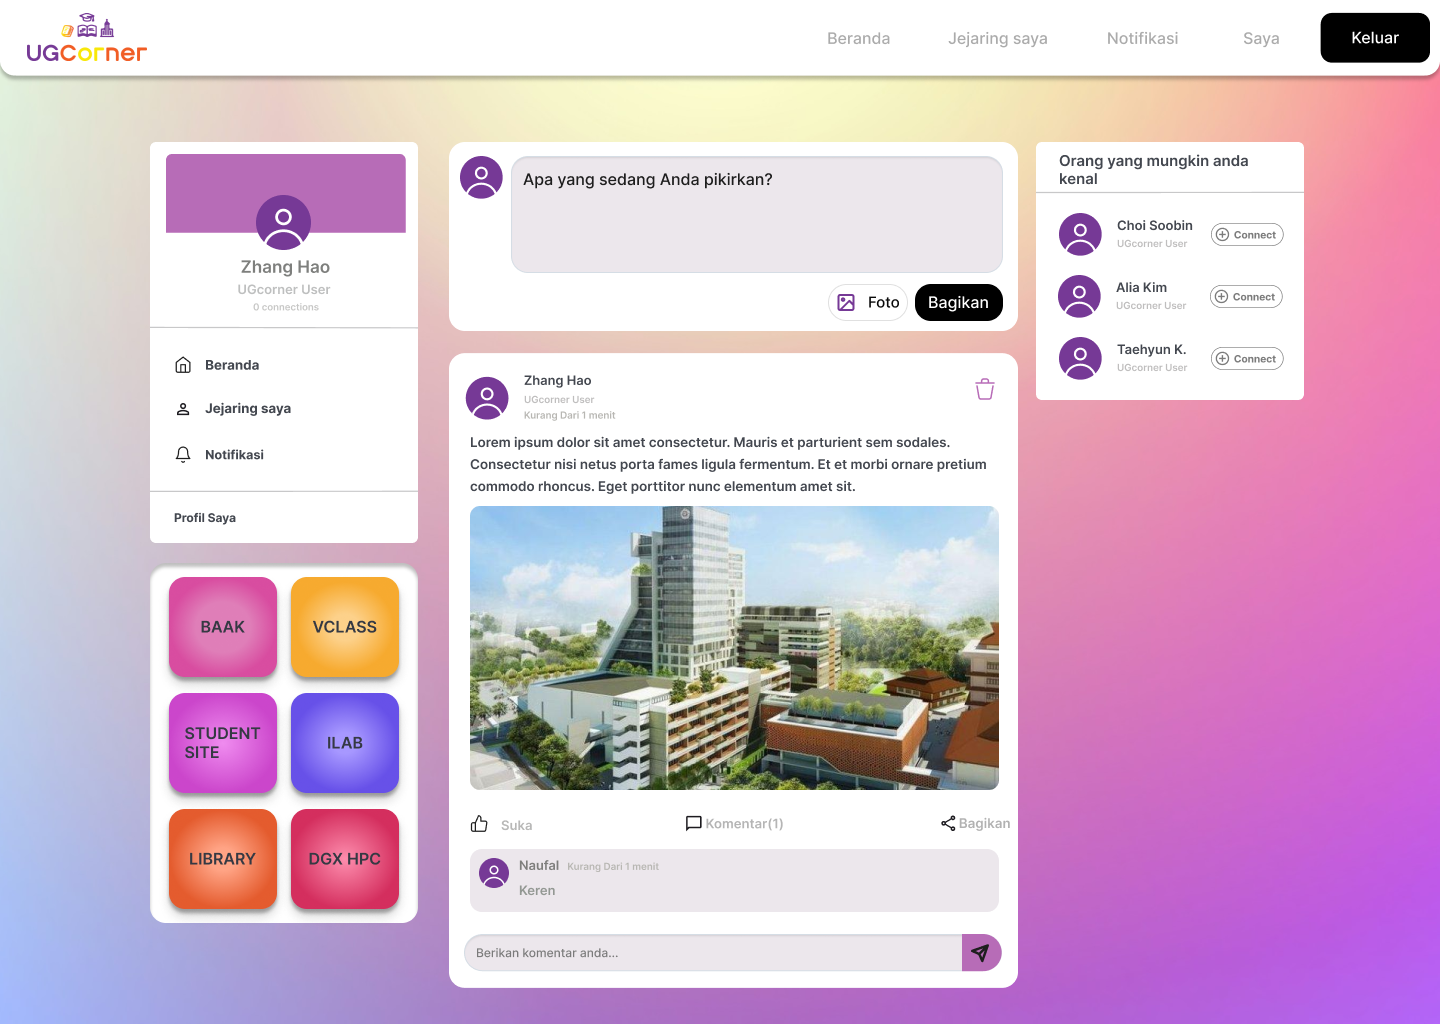 UGCorner
Beranda
Jejaring saya
Notifikasi
Saya
Keluar
Zhang Hao
UGcorner User
0 connections
Beranda
Jejaring saya
Notifikasi
Profil Saya
BAAK
VCLASS
STUDENT
SITE
ILAB
LIBRARY
DGX HPC
Apa yang sedang Anda pikirkan?
Foto
Bagikan
Zhang Hao
UGcorner User
Kurang Dari 1 menit
Lorem ipsum dolor sit amet consectetur. Mauris et parturient sem sodales.
Consectetur nisi netus porta fames ligula fermentum. Et et morbi ornare pretium
commodo rhoncus. Eget porttitor nunc elementum amet sit.
Suka
Komentar(1)
Bagikan
Naufal Kurang Dari 1 menit
Keren
Berikan komentar anda...
Orang yang mungkin anda
kenal
Choi Soobin
UGcorner User
Connect
Alia Kim
UGcorner User
Connect
Taehyun K.
UGcorner User
Connect